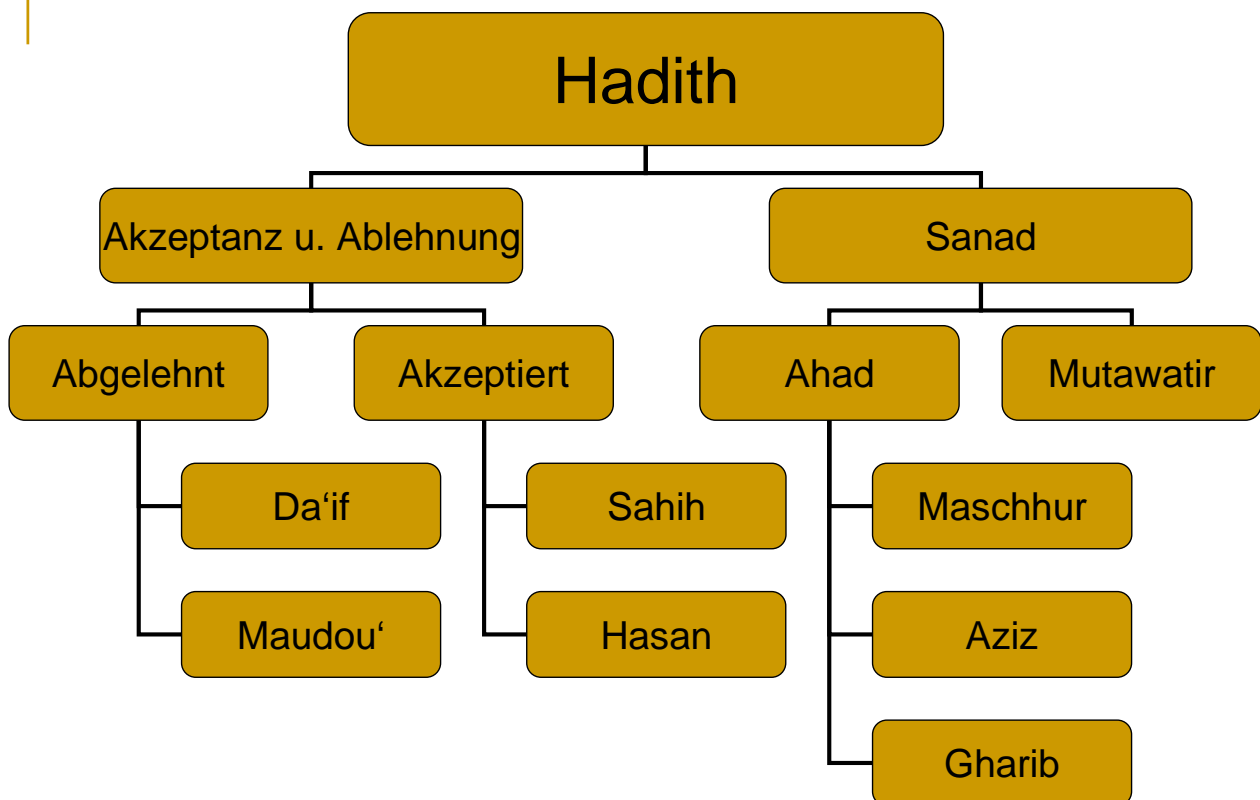 Hadith
Akzeptanz u. Ablehnung
Sanad
Abgelehnt
Akzeptiert
Ahad
Mutawatir
Da‘if
Sahih
Maschhur
Maudou‘
Hasan
Aziz
Gharib